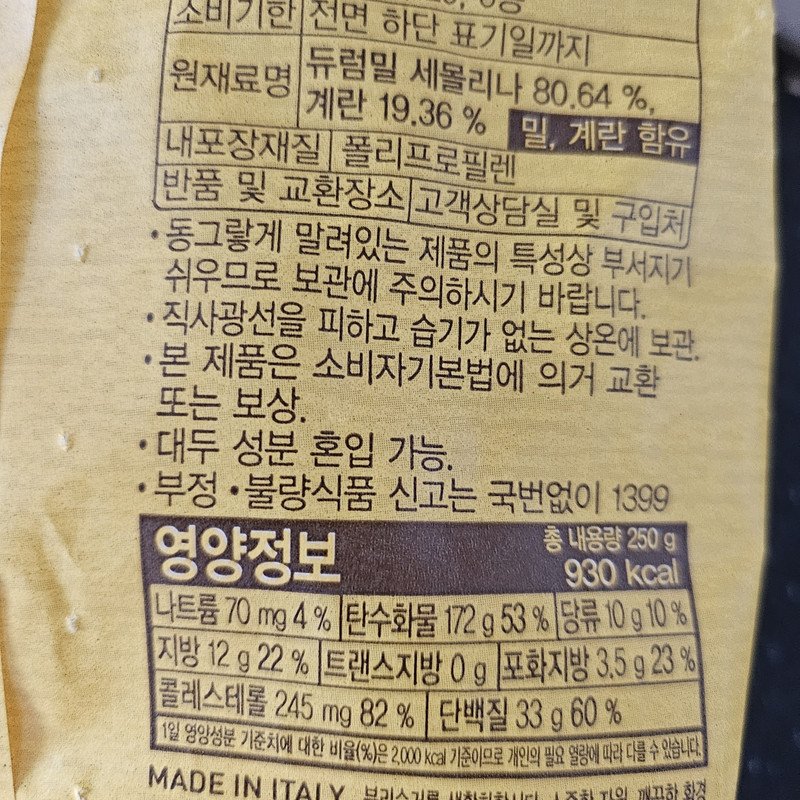 소비기한 전면 하단 표기일까지
원재료명 듀럼밀 세몰리나 80.64 %,
계란 19.36 % 밀, 계란 함유
내포장재질 폴리프로필렌
반품 및 교환장소 고객상담실 및 구입처
•동그랗게 말려있는 제품의 특성상 부서지기
쉬우므로 보관에 주의하시기 바랍니다.
•직사광선을 피하고 습기가 없는 상온에 보관.
•본 제품은 소비자기본법에 의거 교환
또는 보상.
•대두 성분 혼입 가능.
•부정•불량식품 신고는 국번없이 1399
영양정보 총 내용량 250 g
930 kcal
나트륨 70 mg 4 % 탄수화물 172 g 53 % 당류 10 g 10 %
지방 12 g 22 % 트랜스지방 0 g 포화지방 3.5 g 23 %
콜레스테롤 245 mg 82 % 단백질 33 g 60 %
1일 영양성분 기준치에 대한 비율(%)은 2,000 kcal 기준이므로 개인의 필요 열량에 따라 다를 수 있습니다.
MADE IN ITALY